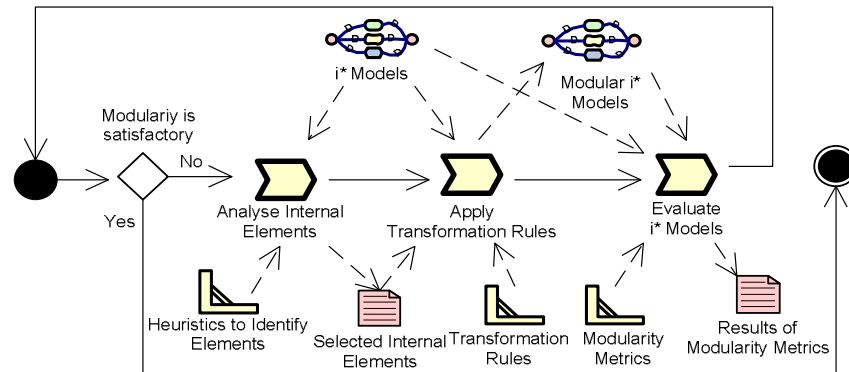 i* Models
Modular i*
Models
Modulariy is
satisfactory
No
Yes
Analyse Internal
Elements
Apply
Transformation Rules
Evaluate
i* Models
Heuristics to Identify
Elements
Selected Internal
Elements
Transformation
Rules
Modularity
Metrics
Results of
Modularity Metrics
D D
D D
D D
D D
D D
D D